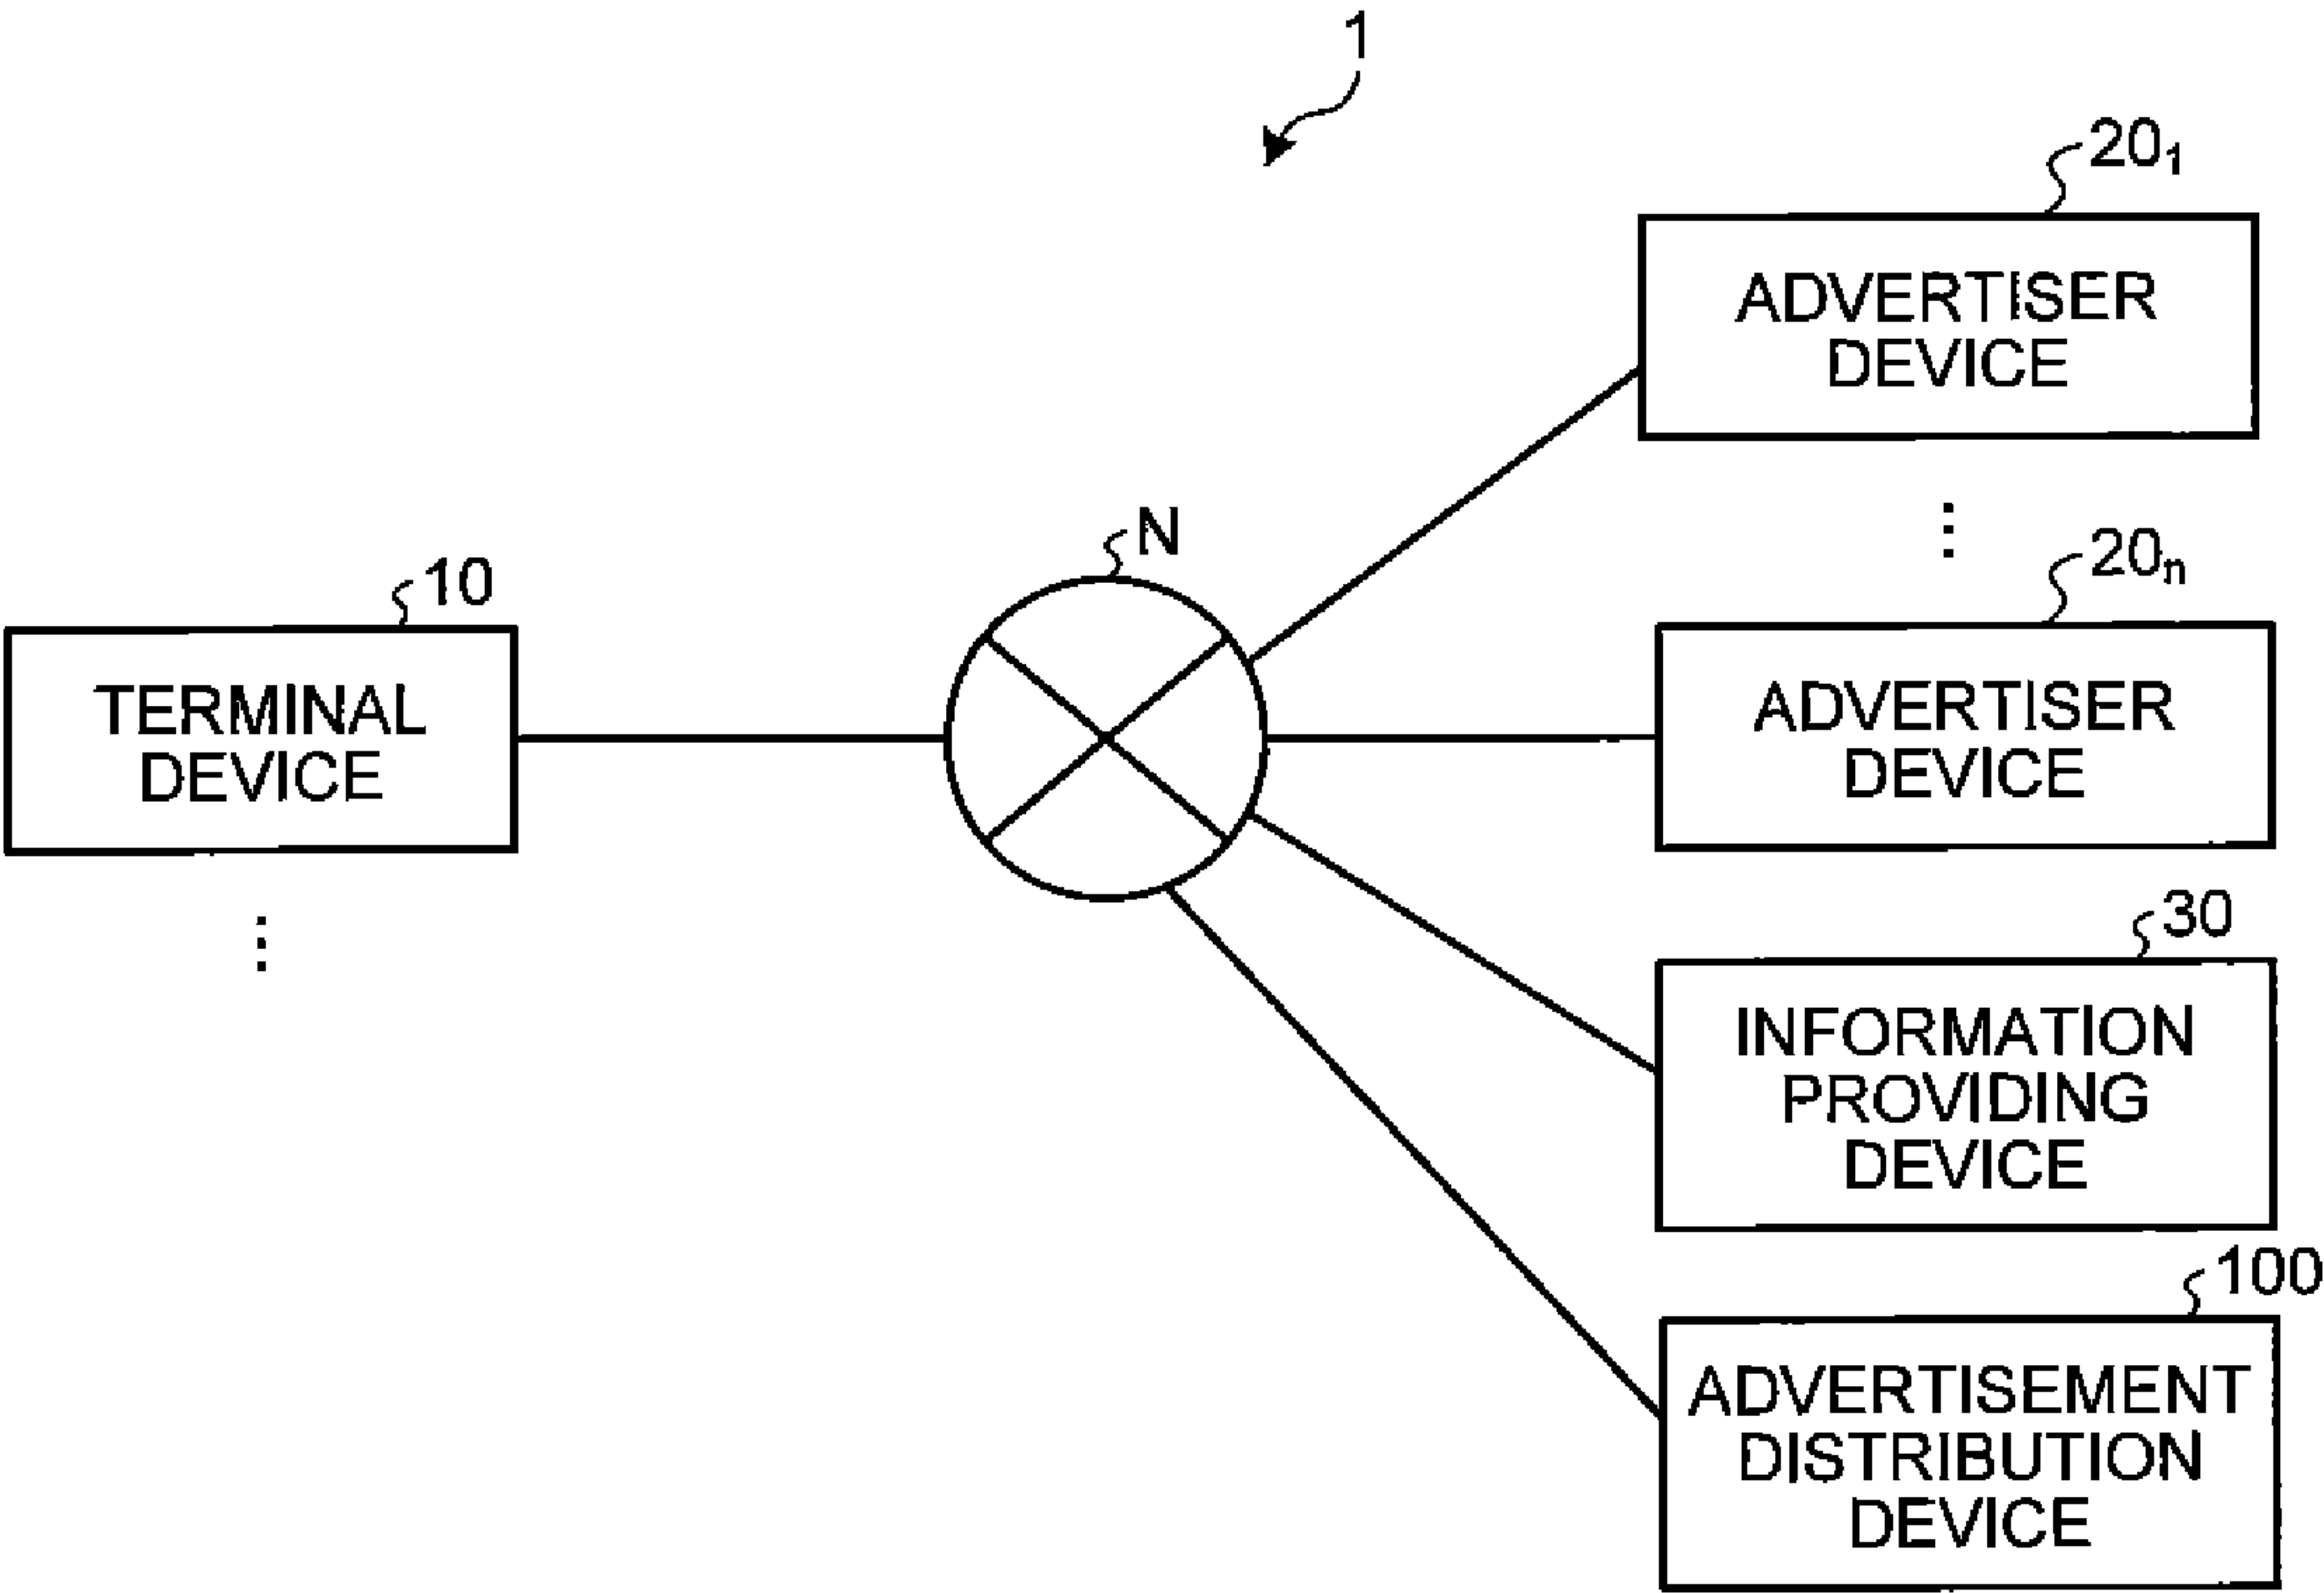 1
20₁
ADVERTISER
DEVICE
20ₙ
ADVERTISER
DEVICE
N
10
TERMINAL
DEVICE
30
INFORMATION
PROVIDING
DEVICE
100
ADVERTISEMENT
DISTRIBUTION
DEVICE